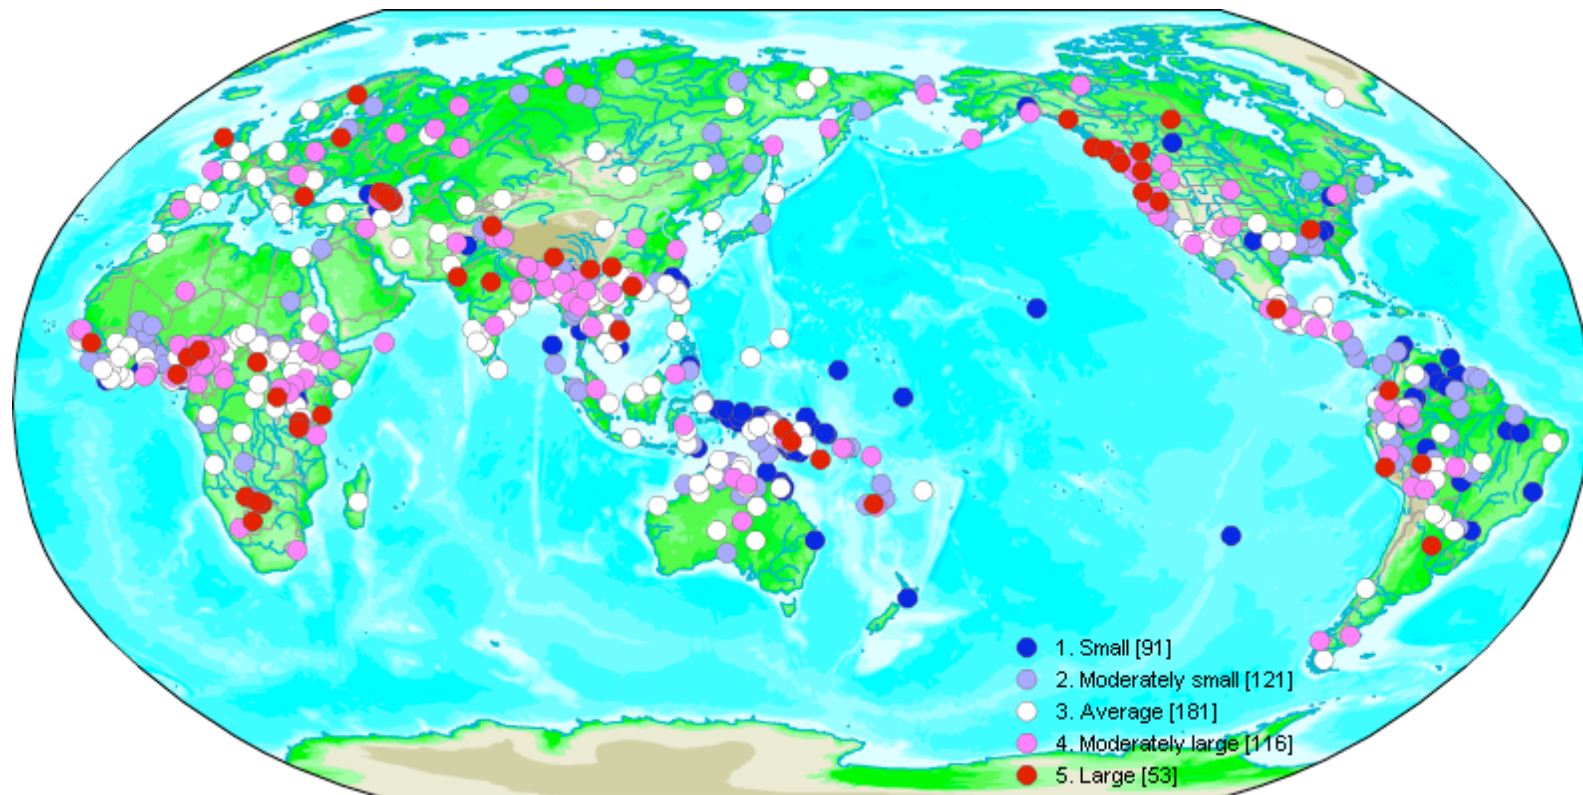 1. Small [91]
2. Moderately small [121]
3. Average [181]
4. Moderately large [116]
5. Large [53]